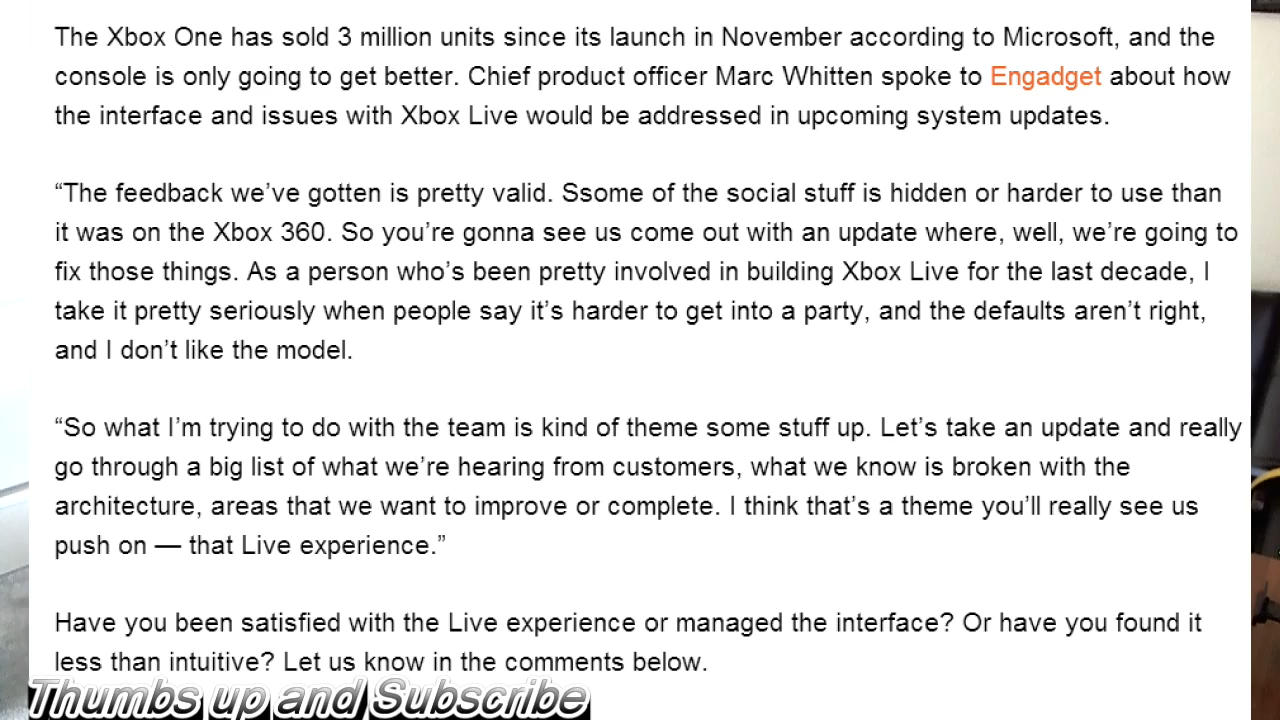 The Xbox One has sold 3 million units since its launch in November according to Microsoft, and the
console is only going to get better. Chief product officer Marc Whitten spoke to Engadget about how
the interface and issues with Xbox Live would be addressed in upcoming system updates.
“The feedback we’ve gotten is pretty valid. Ssome of the social stuff is hidden or harder to use than
it was on the Xbox 360. So you’re gonna see us come out with an update where, well, we’re going to
fix those things. As a person who’s been pretty involved in building Xbox Live for the last decade, I
take it pretty seriously when people say it’s harder to get into a party, and the defaults aren’t right,
and I don’t like the model.
“So what I’m trying to do with the team is kind of theme some stuff up. Let’s take an update and really
go through a big list of what we’re hearing from customers, what we know is broken with the
architecture, areas that we want to improve or complete. I think that’s a theme you’ll really see us
push on — that Live experience.”
Have you been satisfied with the Live experience or managed the interface? Or have you found it
less than intuitive? Let us know in the comments below.
Thumbs up and Subscribe